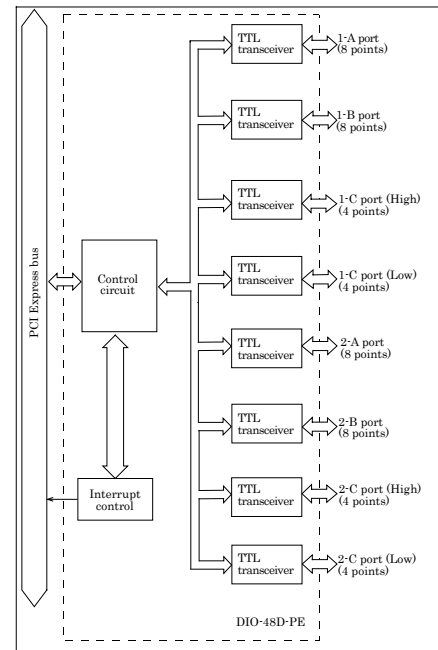 TTL
transceiver
1-A port
(8 points)
TTL
transceiver
1-B port
(8 points)
TTL
transceiver
1-C port (High)
(4 points)
PCI Express bus
Control
circuit
TTL
transceiver
1-C port (Low)
(4 points)
TTL
transceiver
2-A port
(8 points)
TTL
transceiver
2-B port
(8 points)
Interrupt
control
TTL
transceiver
2-C port (High)
(4 points)
TTL
transceiver
2-C port (Low)
(4 points)
DIO-48D-PE